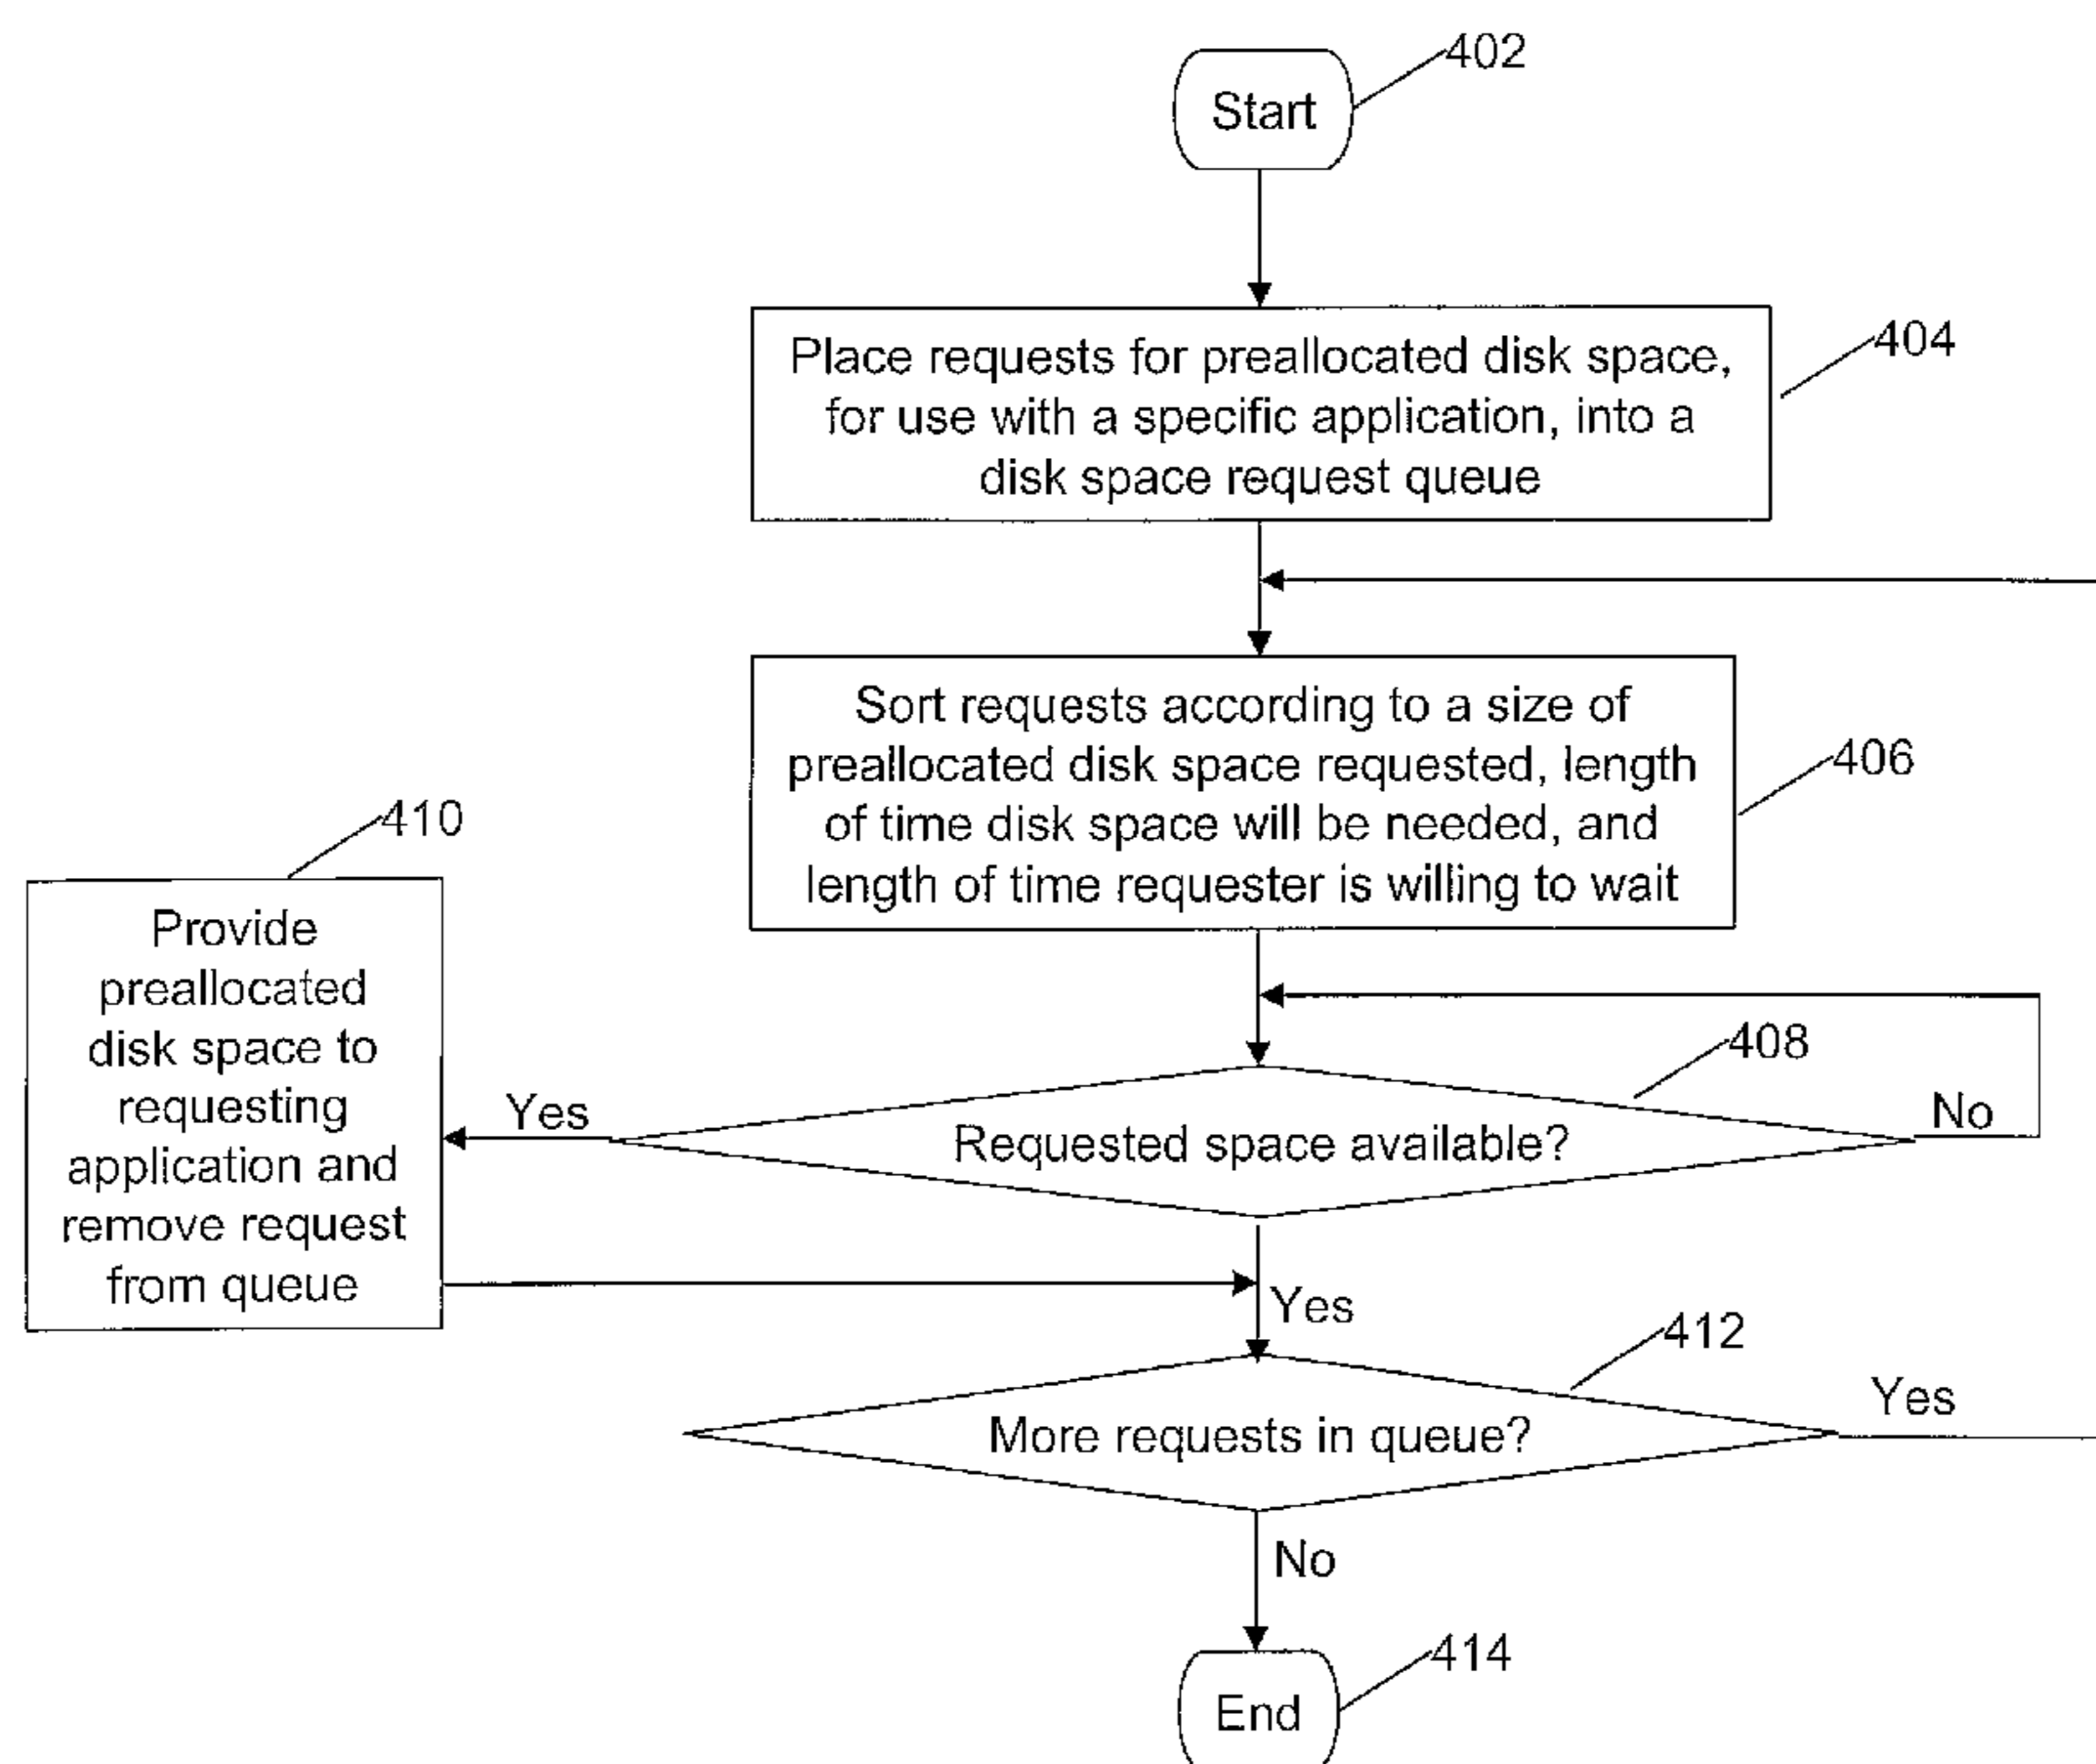 402
Start
404
Place requests for preallocated disk space,
for use with a specific application, into a
disk space request queue
406
Sort requests according to a size of
preallocated disk space requested, length
of time disk space will be needed, and
length of time requester is willing to wait
410
Provide
preallocated
disk space to
requesting
application and
remove request
from queue
408
Yes
Requested space available?
No
Yes
412
More requests in queue?
Yes
No
414
End